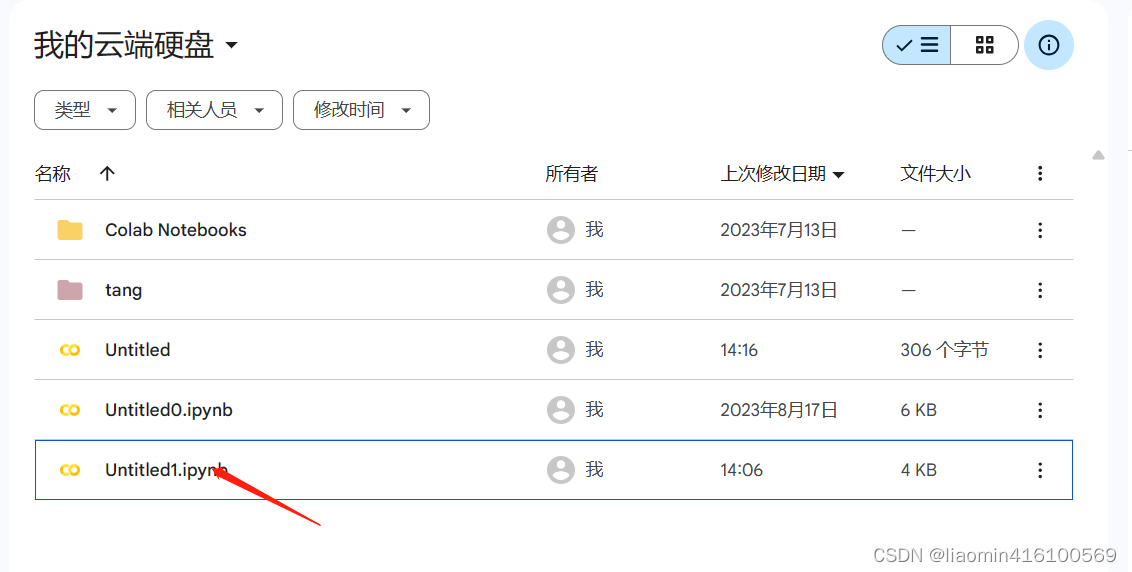 我的云端硬盘
类型 相关人员 修改时间
名称 所有者 上次修改日期 文件大小
Colab Notebooks 我 2023年7月13日 —
tang 我 2023年7月13日 —
Untitled 我 14:16 306 个字节
Untitled0.ipynb 我 2023年8月17日 6 KB
Untitled1.ipynb 我 14:06 4 KB
CSDN @liaomin416100569